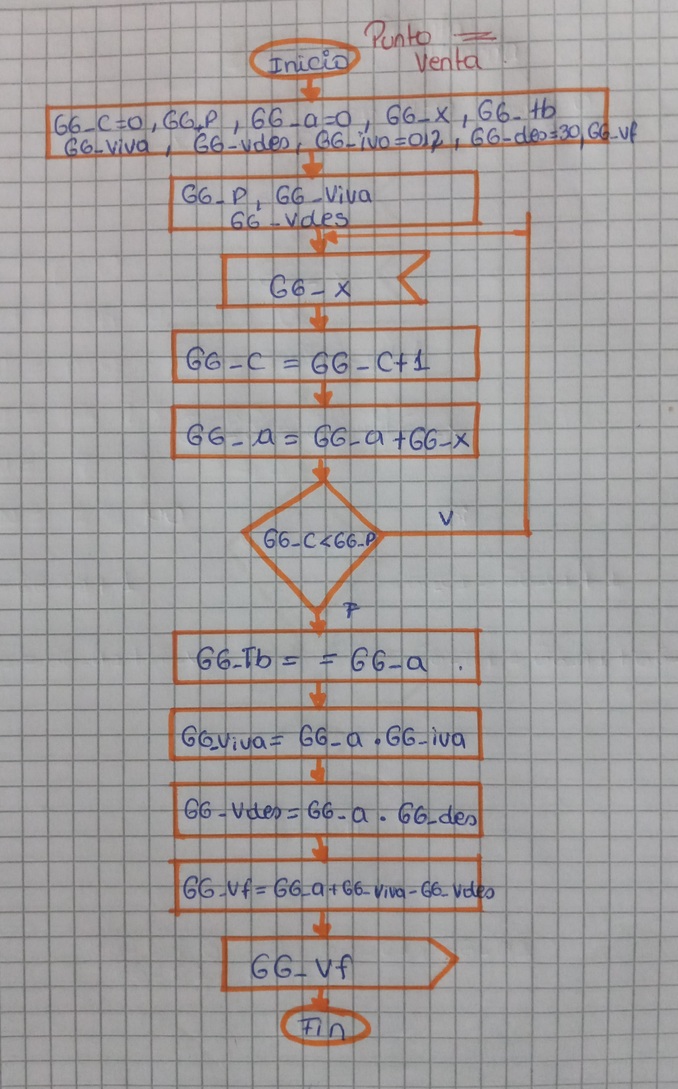 Punto
Inicio
Venta
GG_C=0, GG_P, GG_a=0, GG_X, GG_tb
GG_viva, GG_vdes, GG_iva=0,12, GG_des=30, GG_vf
GG_P, GG_Viva
GG_Vdes
GG_X
GG_C = GG_C+1
GG_a = GG_a+GG_X
GG_C<GG_P
V
F
GG_Tb = = GG_a .
GG_Viva= GG_a . GG_iva
GG_Vdes=GG_a . GG_des
GG_Vf=GG_a+GG_viva-GG_vdes
GG_Vf
Fin